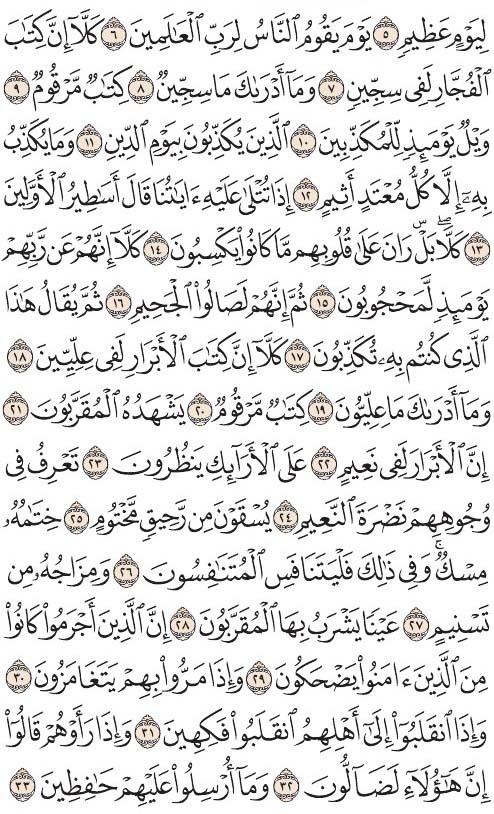 لِيَوْمٍ عَظِيمٍ ٥ يَوْمَ يَقُومُ ٱلنَّاسُ لِرَبِّ ٱلْعَٰلَمِينَ ٦ كَلَّآ إِنَّ كِتَٰبَ
ٱلْفُجَّارِ لَفِى سِجِّينٍ ٧ وَمَآ أَدْرَىٰكَ مَا سِجِّينٌ ٨ كِتَٰبٌ مَّرْقُومٌ ٩
وَيْلٌ يَوْمَئِذٍ لِّلْمُكَذِّبِينَ ١٠ ٱلَّذِينَ يُكَذِّبُونَ بِيَوْمِ ٱلدِّينِ ١١ وَمَا يُكَذِّبُ
بِهِۦٓ إِلَّا كُلُّ مُعْتَدٍ أَثِيمٍ ١٢ إِذَا تُتْلَىٰ عَلَيْهِ ءَايَٰتُنَا قَالَ أَسَٰطِيرُ ٱلْأَوَّلِينَ
١٣ كَلَّا ۖ بَلْ ۜ رَانَ عَلَىٰ قُلُوبِهِم مَّا كَانُوا۟ يَكْسِبُونَ ١٤ كَلَّآ إِنَّهُمْ عَن رَّبِّهِمْ
يَوْمَئِذٍ لَّمَحْجُوبُونَ ١٥ ثُمَّ إِنَّهُمْ لَصَالُوا۟ ٱلْجَحِيمِ ١٦ ثُمَّ يُقَالُ هَٰذَا
ٱلَّذِى كُنتُم بِهِۦ تُكَذِّبُونَ ١٧ كَلَّآ إِنَّ كِتَٰبَ ٱلْأَبْرَارِ لَفِى عِلِّيِّينَ ١٨
وَمَآ أَدْرَىٰكَ مَا عِلِّيُّونَ ١٩ كِتَٰبٌ مَّرْقُومٌ ٢٠ يَشْهَدُهُ ٱلْمُقَرَّبُونَ ٢١
إِنَّ ٱلْأَبْرَارَ لَفِى نَعِيمٍ ٢٢ عَلَى ٱلْأَرَآئِكِ يَنظُرُونَ ٢٣ تَعْرِفُ فِى
وُجُوهِهِمْ نَضْرَةَ ٱلنَّعِيمِ ٢٤ يُسْقَوْنَ مِن رَّحِيقٍ مَّخْتُومٍ ٢٥ خِتَٰمُهُۥ
مِسْكٌ ۚ وَفِى ذَٰلِكَ فَلْيَتَنَافَسِ ٱلْمُتَنَٰفِسُونَ ٢٦ وَمِزَاجُهُۥ مِن
تَسْنِيمٍ ٢٧ عَيْنًا يَشْرَبُ بِهَا ٱلْمُقَرَّبُونَ ٢٨ إِنَّ ٱلَّذِينَ أَجْرَمُوا۟ كَانُوا۟
مِنَ ٱلَّذِينَ ءَامَنُوا۟ يَضْحَكُونَ ٢٩ وَإِذَا مَرُّوا۟ بِهِمْ يَتَغَامَزُونَ ٣٠
وَإِذَا ٱنقَلَبُوٓا۟ إِلَىٰٓ أَهْلِهِمُ ٱنقَلَبُوا۟ فَكِهِينَ ٣١ وَإِذَا رَأَوْهُمْ قَالُوٓا۟
إِنَّ هَٰٓؤُلَآءِ لَضَآلُّونَ ٣٢ وَمَآ أُرْسِلُوا۟ عَلَيْهِمْ حَٰفِظِينَ ٣٣